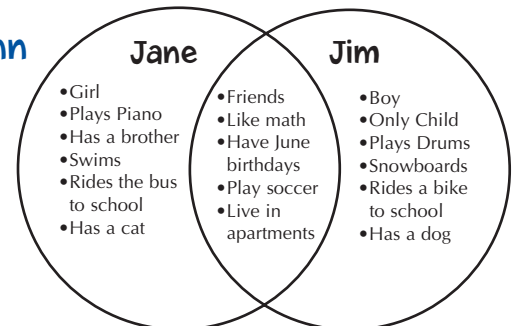 nn
Jane
•Girl
•Plays Piano
•Has a brother
•Swims
•Rides the bus
to school
•Has a cat
•Friends
•Like math
•Have June
birthdays
•Play soccer
•Live in
apartments
Jim
•Boy
•Only Child
•Plays Drums
•Snowboards
•Rides a bike
to school
•Has a dog